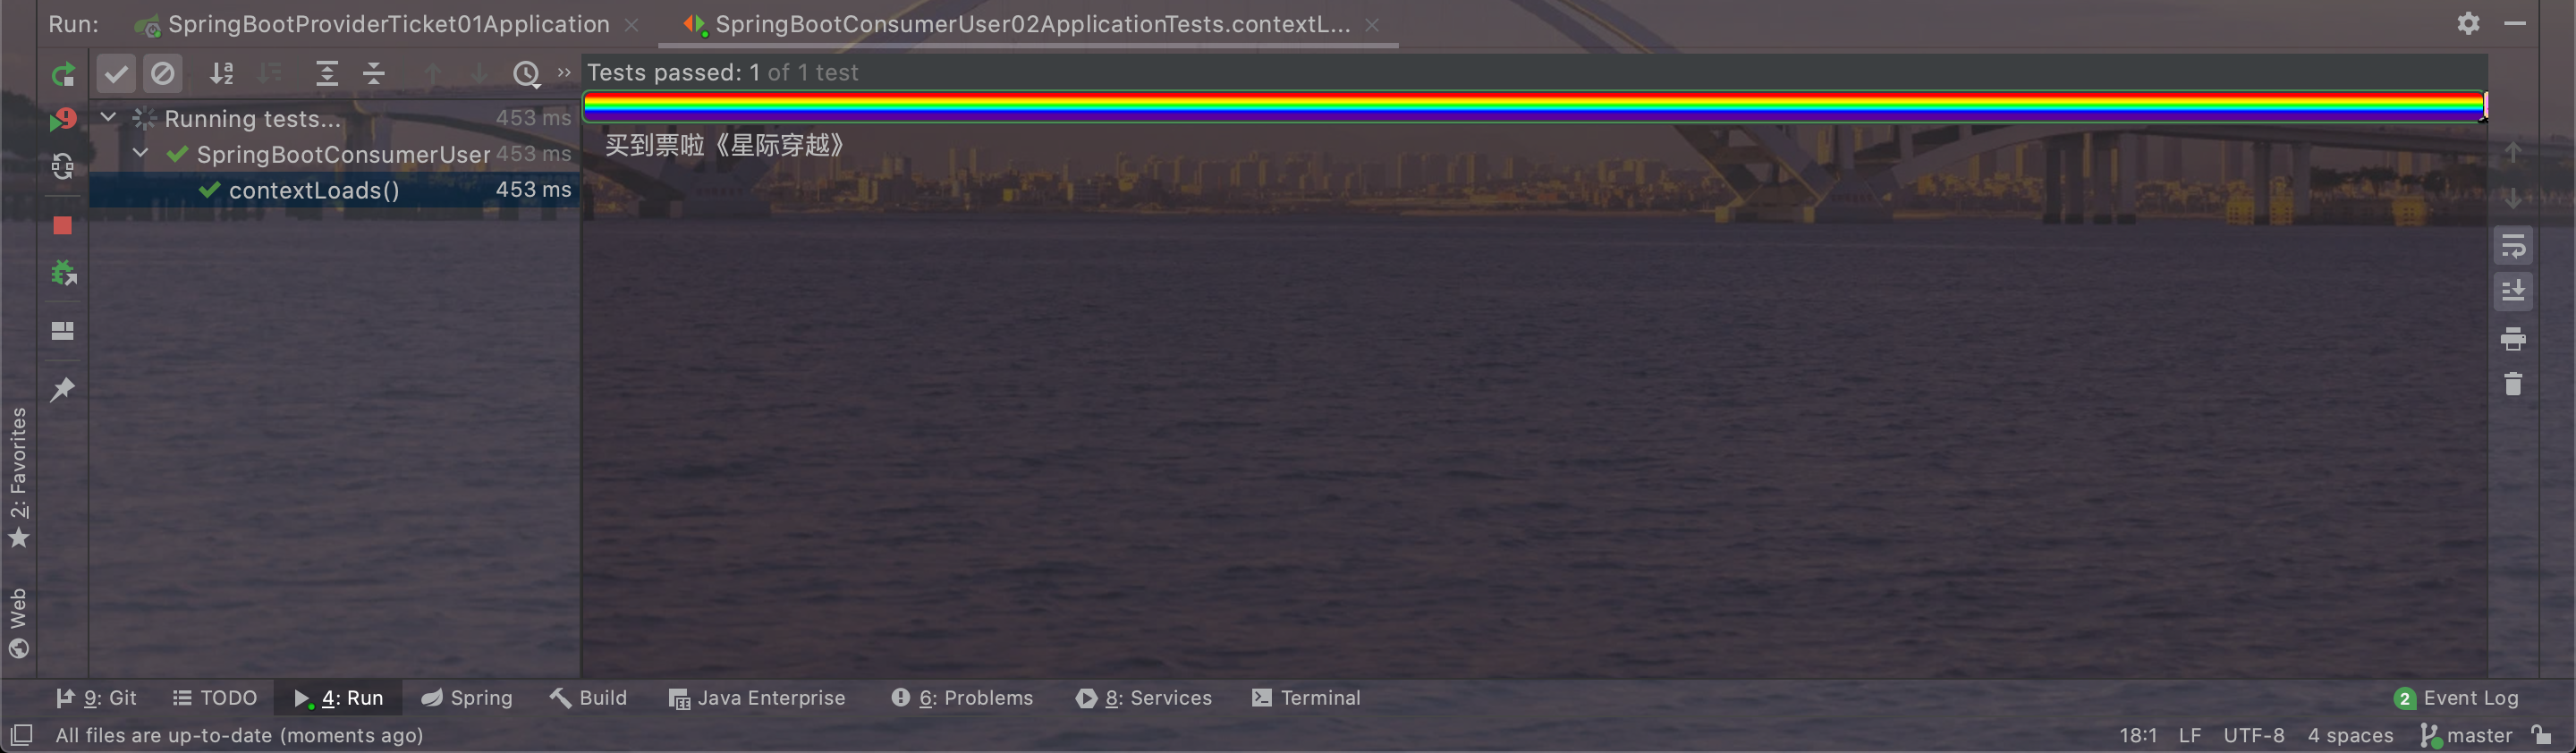 Run: SpringBootProviderTicket01Application SpringBootConsumerUser02ApplicationTests.contextL...
Tests passed: 1 of 1 test
Running tests... 453 ms
SpringBootConsumerUser 453 ms
contextLoads() 453 ms
买到票啦《星际穿越》
2: Favorites
Web
9: Git TODO 4: Run Spring Build Java Enterprise 6: Problems 8: Services Terminal 2 Event Log
All files are up-to-date (moments ago) 18:1 LF UTF-8 4 spaces master